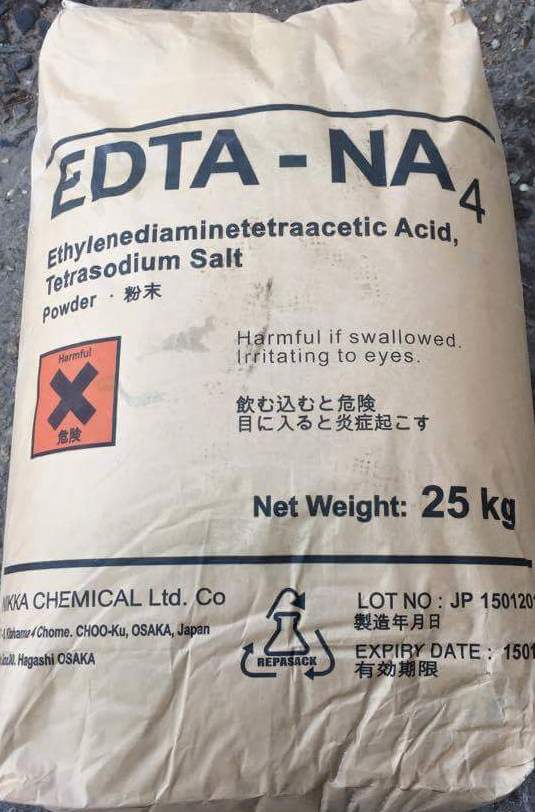 EDTA - NA4
Ethylenediaminetetraacetic Acid,
Tetrasodium Salt
Powder · 粉末
Harmful
危険
Harmful if swallowed.
Irritating to eyes.
飲む込むと危険
目に入ると炎症起こす
Net Weight: 25 kg
CHEMICAL Ltd. Co
4 Chome. CHOO-Ku, OSAKA, Japan
Hagashi OSAKA
REPASACK
LOT NO : JP 150120
製造年月日
EXPIRY DATE : 1501
有効期限